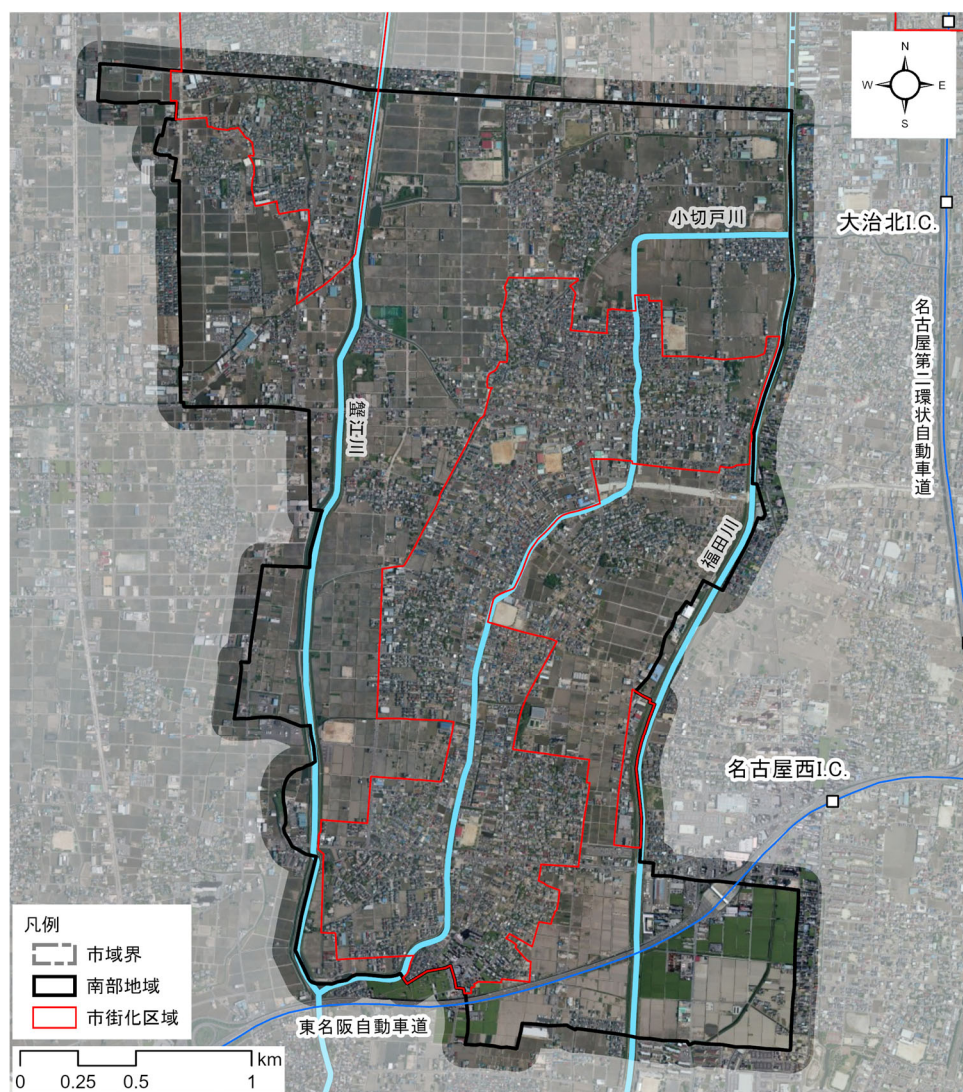 N
W E
S
小切戸川
大治北I.C.
名古屋第二環状自動車道
蟹江川
福田川
名古屋西I.C.
凡例
市域界
南部地域
市街化区域
東名阪自動車道
km
0 0.25 0.5 1